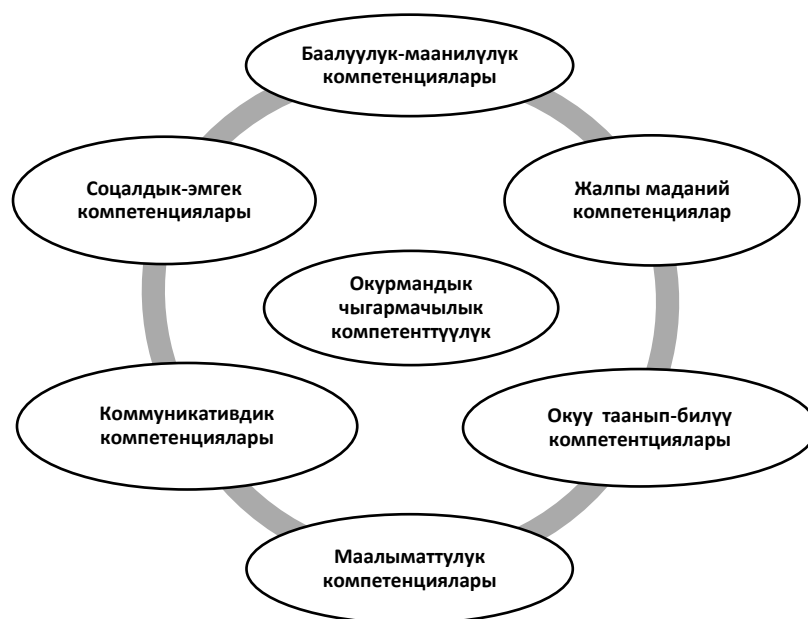 Баалуулук-маанилүлүк
компетенциялары
Соцалдык-эмгек
компетенциялары
Жалпы маданий
компетенциялар
Окурмандык
чыгармачылык
компетенттүүлүк
Коммуникативдик
компетенциялары
Окуу таанып-билүү
компетентциялары
Маалыматтулук
компетенциялары